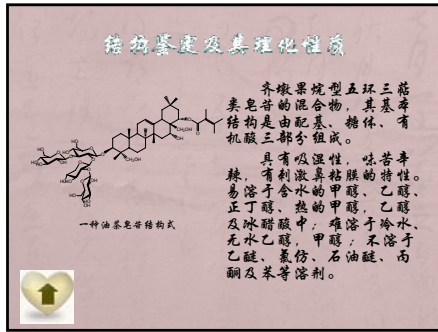 结构鉴定及其理化性质
齐墩果烷型五环三萜
类皂苷的混合物，其基本
结构是由配基、糖体、有
机酸三部分组成。
具有吸湿性，味苦辛
辣，有刺激鼻粘膜的特性。
易溶于含水的甲醇，乙醇、
正丁醇、热的甲醇，乙醇
及冰醋酸中；难溶于冷水、
无水乙醇，甲醇；不溶于
乙醚、氯仿、石油醚、丙
酮及苯等溶剂。
一种油茶皂苷结构式